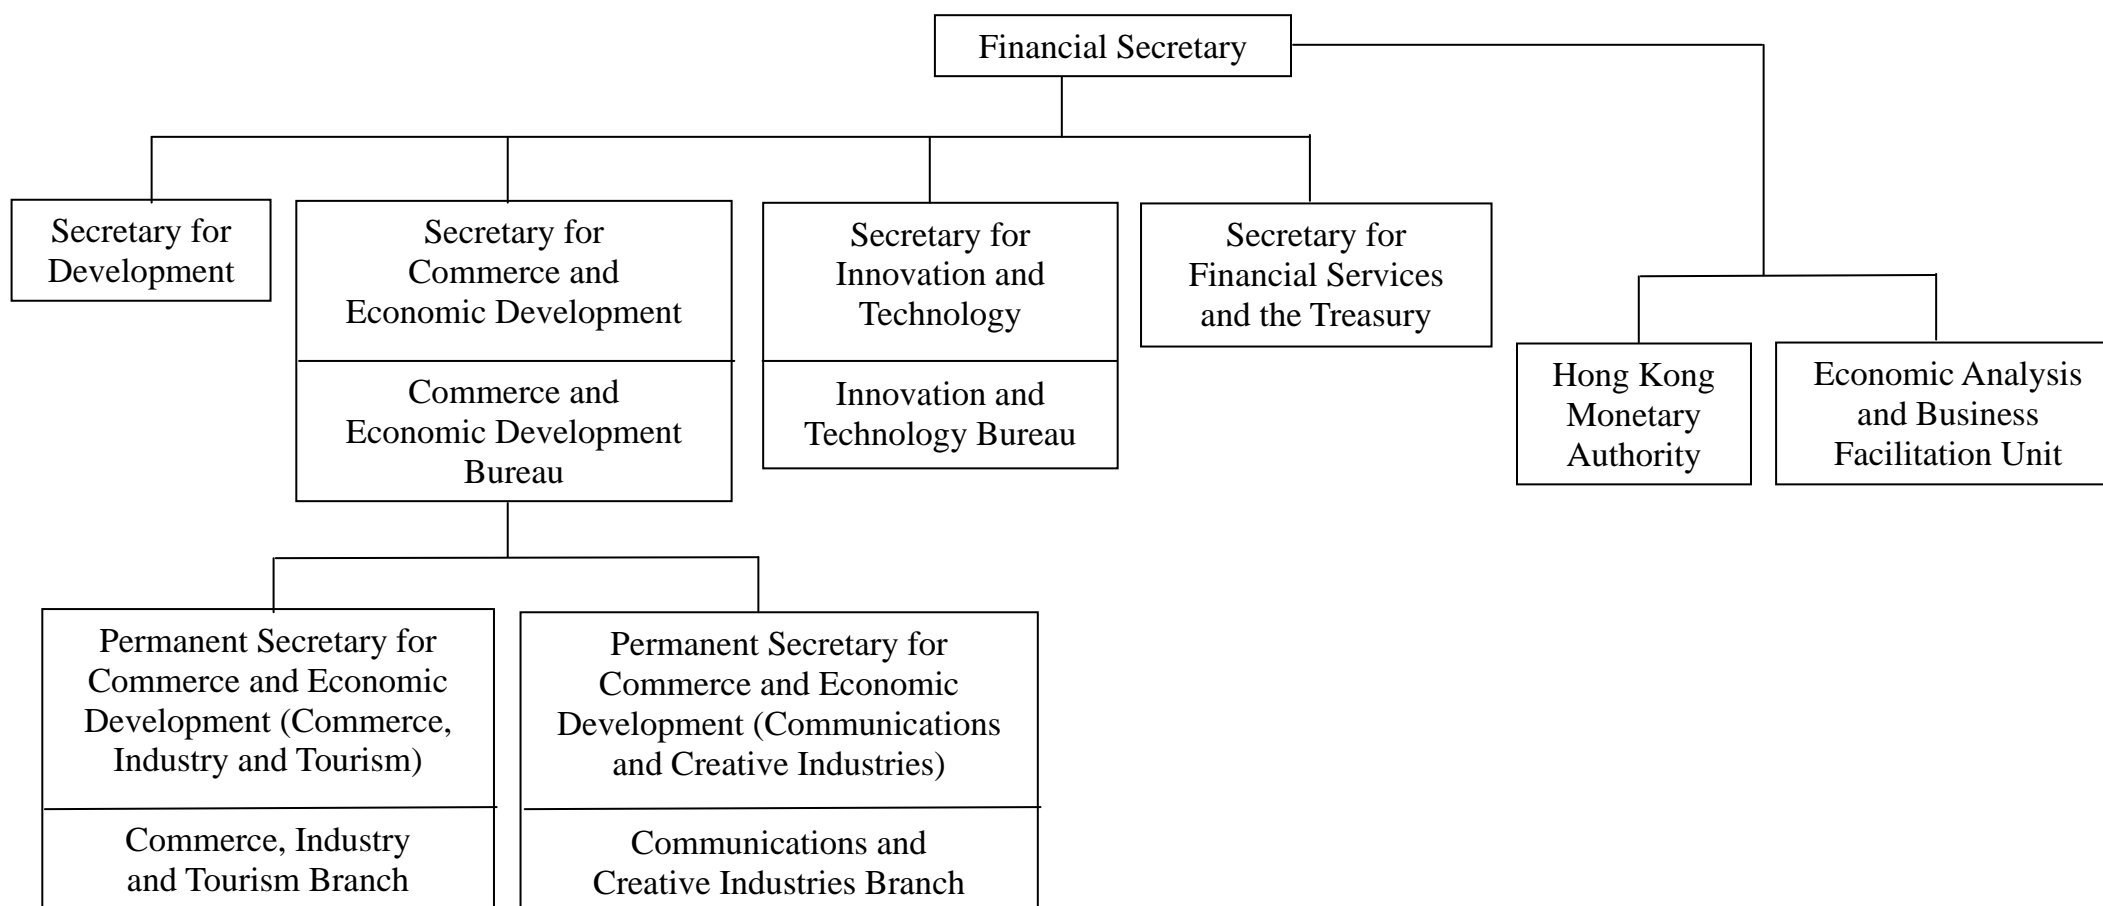 Financial Secretary
Secretary for
Development
Secretary for
Commerce and
Economic Development
Commerce and
Economic Development
Bureau
Secretary for
Innovation and
Technology
Innovation and
Technology Bureau
Secretary for
Financial Services
and the Treasury
Hong Kong
Monetary
Authority
Economic Analysis
and Business
Facilitation Unit
Permanent Secretary for
Commerce and Economic
Development (Commerce,
Industry and Tourism)
Commerce, Industry
and Tourism Branch
Permanent Secretary for
Commerce and Economic
Development (Communications
and Creative Industries)
Communications and
Creative Industries Branch